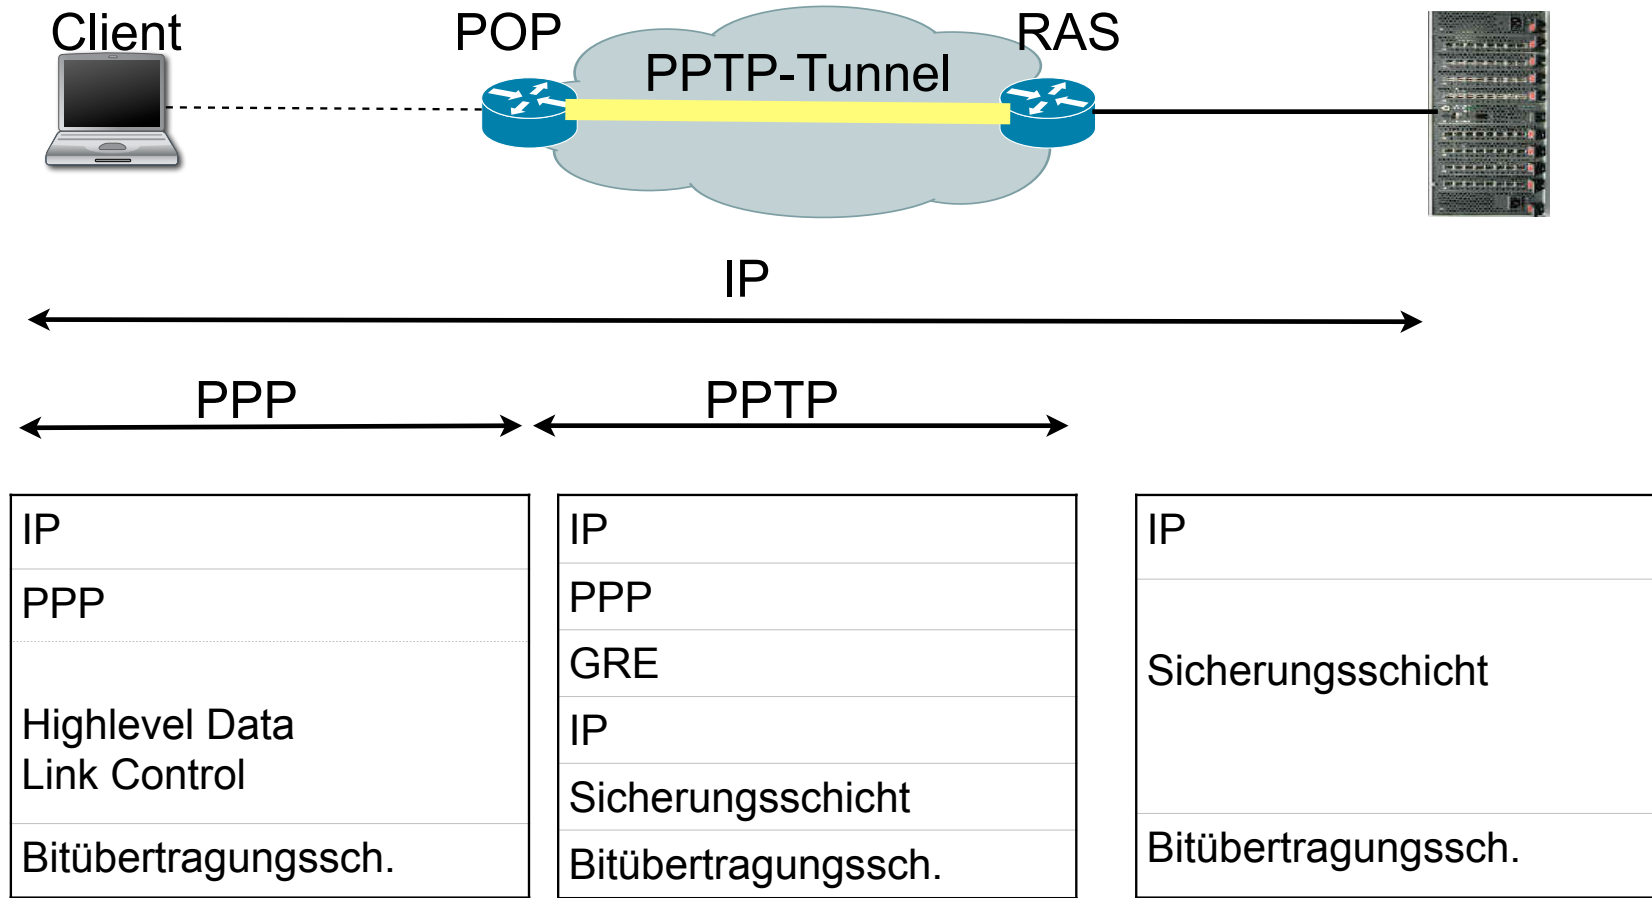 Client
POP
RAS
PPTP-Tunnel
IP
PPP
PPTP
IP
PPP
Highlevel Data
Link Control
Bitübertragungssch.
IP
PPP
GRE
IP
Sicherungsschicht
Bitübertragungssch.
IP
Sicherungsschicht
Bitübertragungssch.